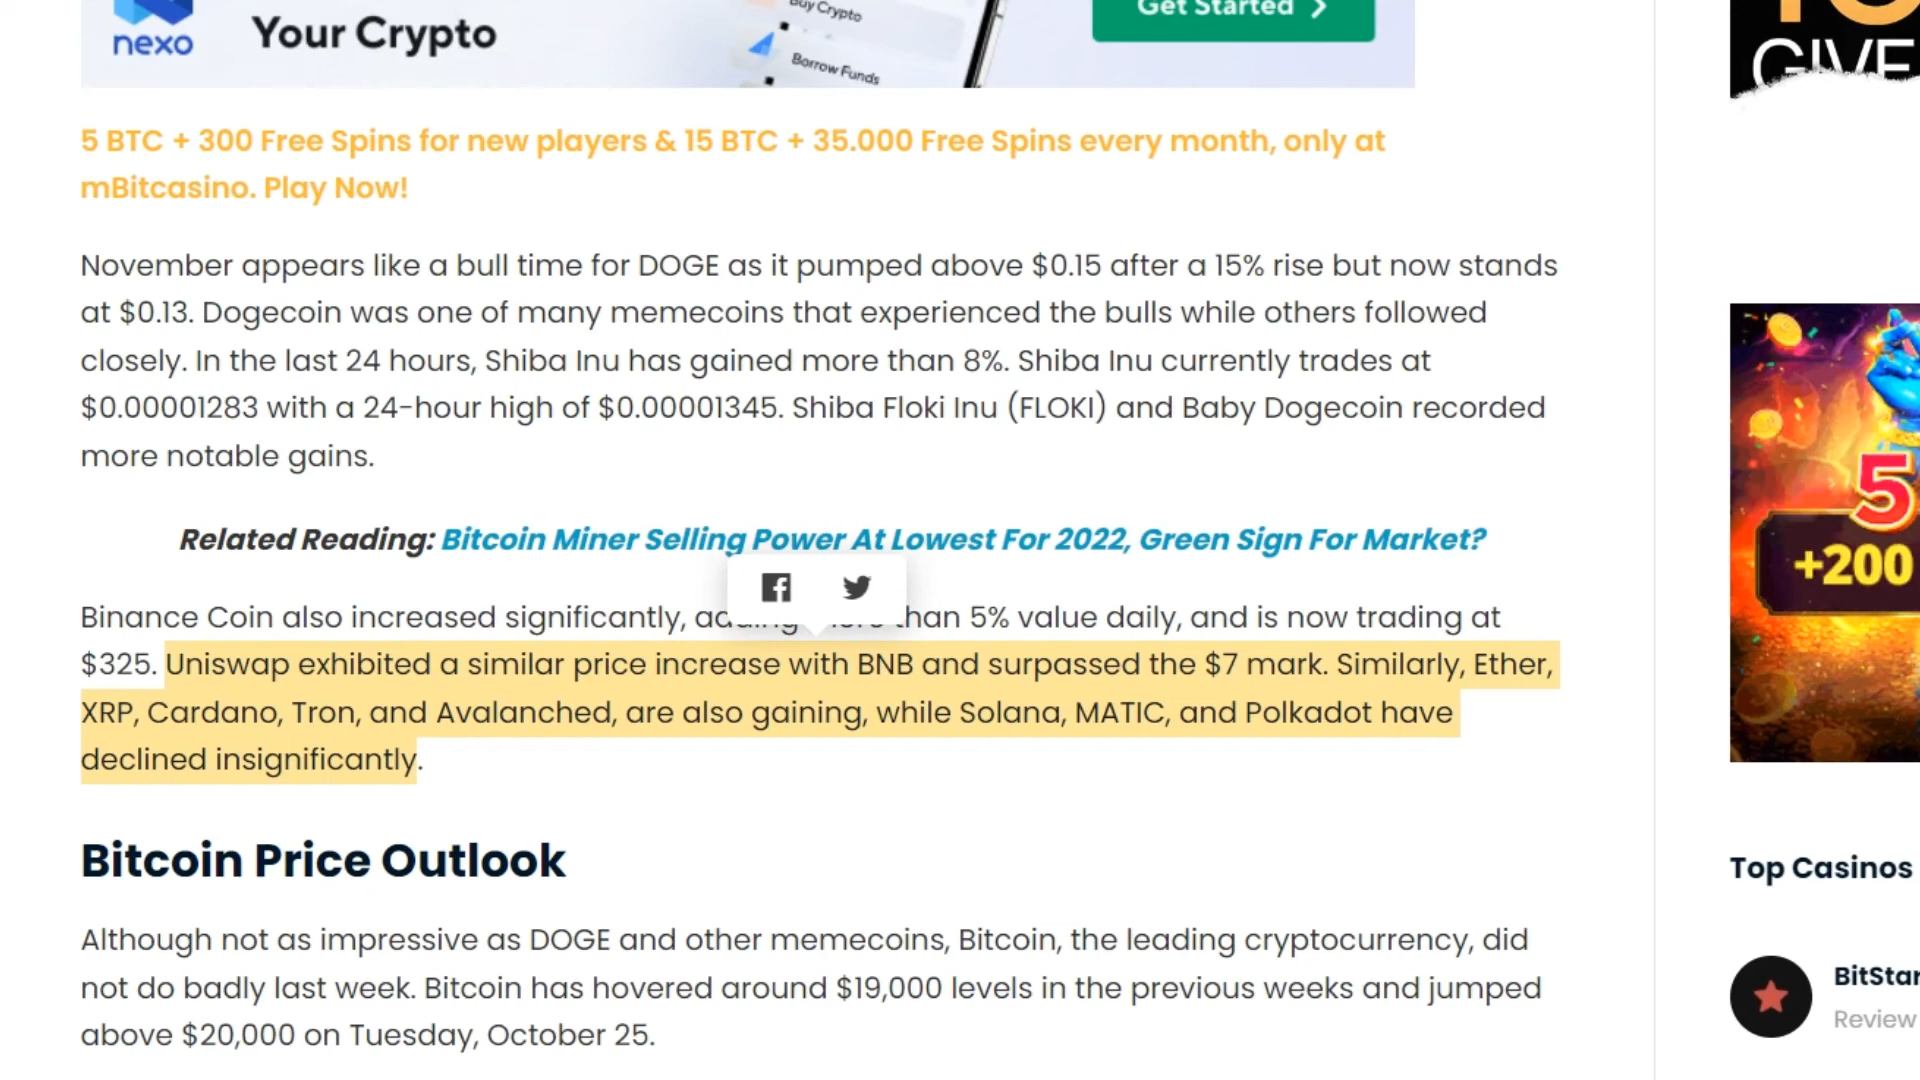 nexo
Your Crypto
Buy Crypto
Borrow Funds
Get Started
GIVE
5 BTC + 300 Free Spins for new players & 15 BTC + 35.000 Free Spins every month, only at
mBitcasino. Play Now!
November appears like a bull time for DOGE as it pumped above $0.15 after a 15% rise but now stands
at $0.13. Dogecoin was one of many memecoins that experienced the bulls while others followed
closely. In the last 24 hours, Shiba Inu has gained more than 8%. Shiba Inu currently trades at
$0.00001283 with a 24-hour high of $0.00001345. Shiba Floki Inu (FLOKI) and Baby Dogecoin recorded
more notable gains.
Related Reading: Bitcoin Miner Selling Power At Lowest For 2022, Green Sign For Market?
Binance Coin also increased significantly, than 5% value daily, and is now trading at
$325. Uniswap exhibited a similar price increase with BNB and surpassed the $7 mark. Similarly, Ether,
XRP, Cardano, Tron, and Avalanched, are also gaining, while Solana, MATIC, and Polkadot have
declined insignificantly.
Bitcoin Price Outlook
Although not as impressive as DOGE and other memecoins, Bitcoin, the leading cryptocurrency, did
not do badly last week. Bitcoin has hovered around $19,000 levels in the previous weeks and jumped
above $20,000 on Tuesday, October 25.
5
+200
Top Casinos
BitStar
Review